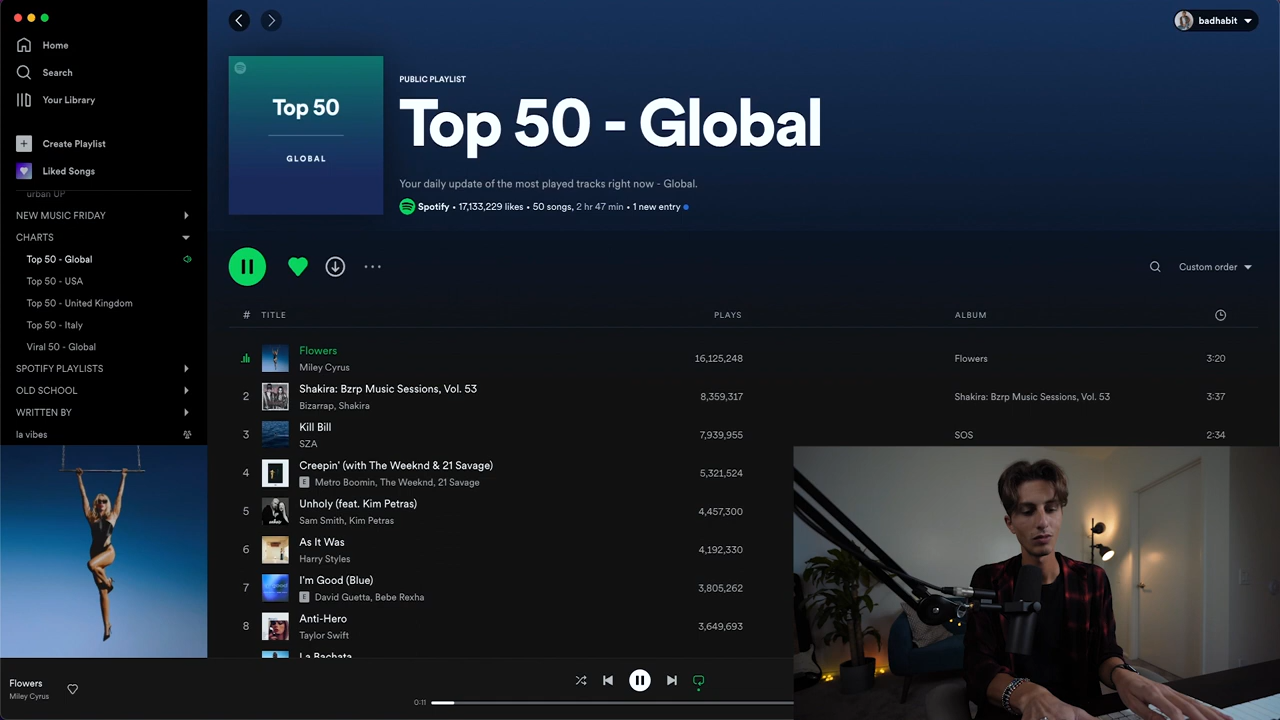 Home
Search
Your Library
Create Playlist
Liked Songs
urban UP
NEW MUSIC FRIDAY
CHARTS
Top 50 - Global
Top 50 - USA
Top 50 - United Kingdom
Top 50 - Italy
Viral 50 - Global
SPOTIFY PLAYLISTS
OLD SCHOOL
WRITTEN BY
la vibes
badhabit
Top 50
GLOBAL
PUBLIC PLAYLIST
Top 50 - Global
Your daily update of the most played tracks right now - Global.
Spotify • 17,133,229 likes • 50 songs, 2 hr 47 min • 1 new entry
Custom order
# TITLE PLAYS ALBUM
Flowers
Miley Cyrus
16,125,248 Flowers 3:20
2 Shakira: Bzrp Music Sessions, Vol. 53
Bizarrap, Shakira
8,359,317 Shakira: Bzrp Music Sessions, Vol. 53 3:37
3 Kill Bill
SZA
7,939,955 SOS 2:34
4 Creepin' (with The Weeknd & 21 Savage)
E Metro Boomin, The Weeknd, 21 Savage
5,321,524
5 Unholy (feat. Kim Petras)
Sam Smith, Kim Petras
4,457,300
6 As It Was
Harry Styles
4,192,330
7 I'm Good (Blue)
E David Guetta, Bebe Rexha
3,805,262
8 Anti-Hero
Taylor Swift
3,649,693
La Bachata
Flowers
Miley Cyrus
0:11